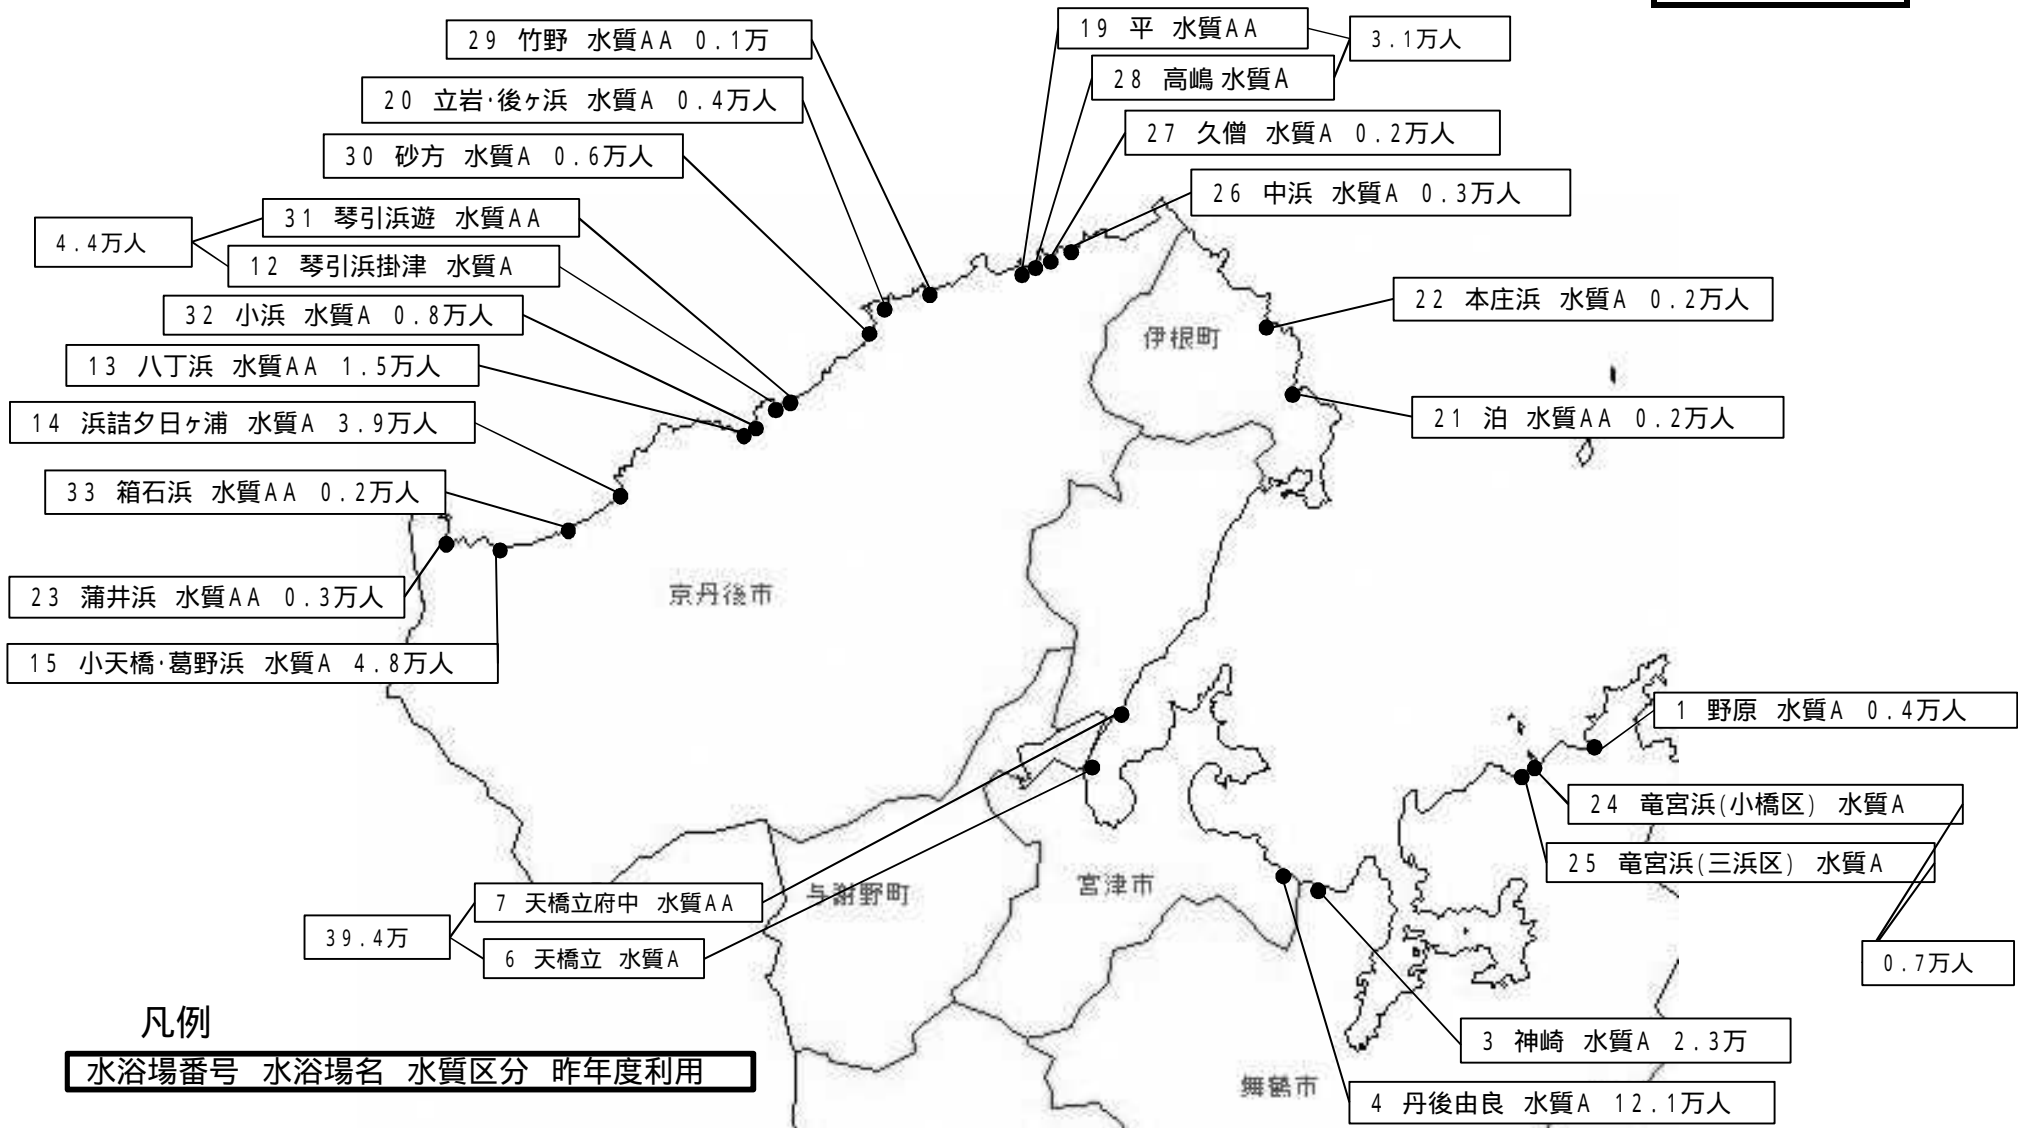 29 竹野 水質AA 0.1万
19 平 水質AA
3.1万人
28 高嶋 水質A
20 立岩･後ヶ浜 水質A 0.4万人
27 久僧 水質A 0.2万人
30 砂方 水質A 0.6万人
26 中浜 水質A 0.3万人
31 琴引浜遊 水質AA
4.4万人
12 琴引浜掛津 水質A
22 本庄浜 水質A 0.2万人
32 小浜 水質A 0.8万人
伊根町
13 八丁浜 水質AA 1.5万人
14 浜詰夕日ヶ浦 水質A 3.9万人
21 泊 水質AA 0.2万人
33 箱石浜 水質AA 0.2万人
京丹後市
23 蒲井浜 水質AA 0.3万人
15 小天橋･葛野浜 水質A 4.8万人
1 野原 水質A 0.4万人
24 竜宮浜(小橋区) 水質A
25 竜宮浜(三浜区) 水質A
宮津市
与謝野町
7 天橋立府中 水質AA
39.4万
6 天橋立 水質A
0.7万人
凡例
3 神崎 水質A 2.3万
水浴場番号 水浴場名 水質区分 昨年度利用
舞鶴市
4 丹後由良 水質A 12.1万人